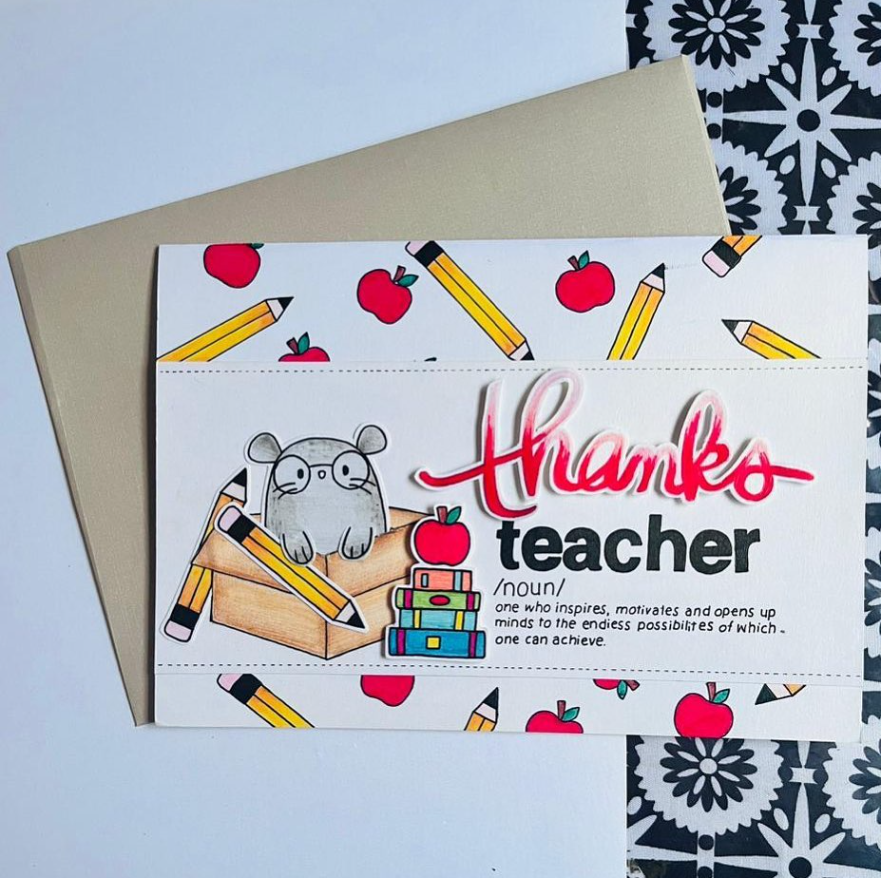 thanks
teacher
/noun/
one who inspires, motivates and opens up
minds to the endless possibilites of which -
one can achieve.